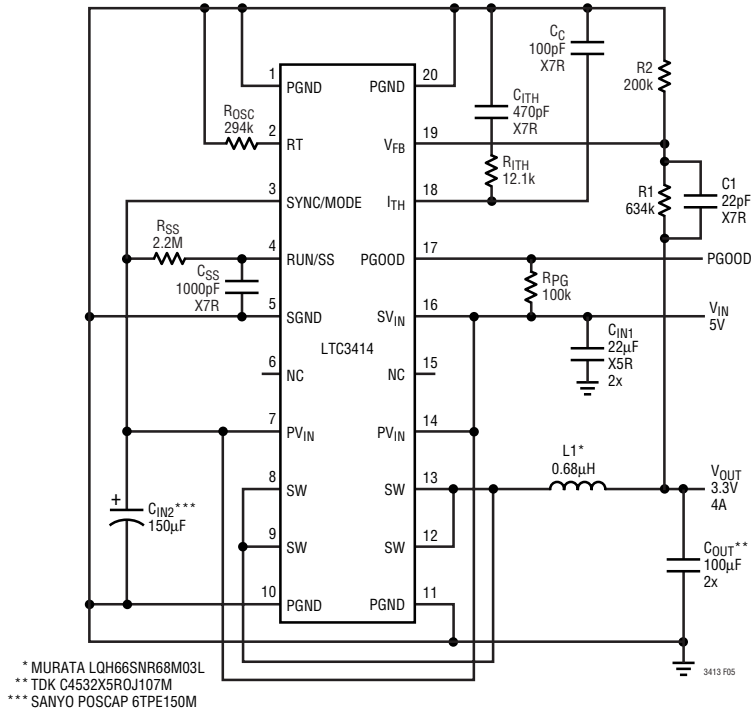 CC
100pF
X7R
R2
200k
1
PGND
PGND
20
ROSC
294k
CITH
470pF
X7R
2
RT
VFB
19
RITH
12.1k
R1
634k
C1
22pF
X7R
3
SYNC/MODE
ITH
18
RSS
2.2M
4
RUN/SS
PGOOD
17
PGOOD
CSS
1000pF
X7R
RPG
100k
5
SGND
SVIN
16
VIN
5V
LTC3414
CIN1
22µF
X5R
2x
6
NC
NC
15
7
PVIN
PVIN
14
L1*
0.68µH
8
SW
SW
13
VOUT
3.3V
4A
+
CIN2***
150µF
9
SW
SW
12
COUT**
100µF
2x
10
PGND
PGND
11
* MURATA LQH66SNR68M03L
** TDK C4532X5R0J107M
*** SANYO POSCAP 6TPE150M
3413 F05